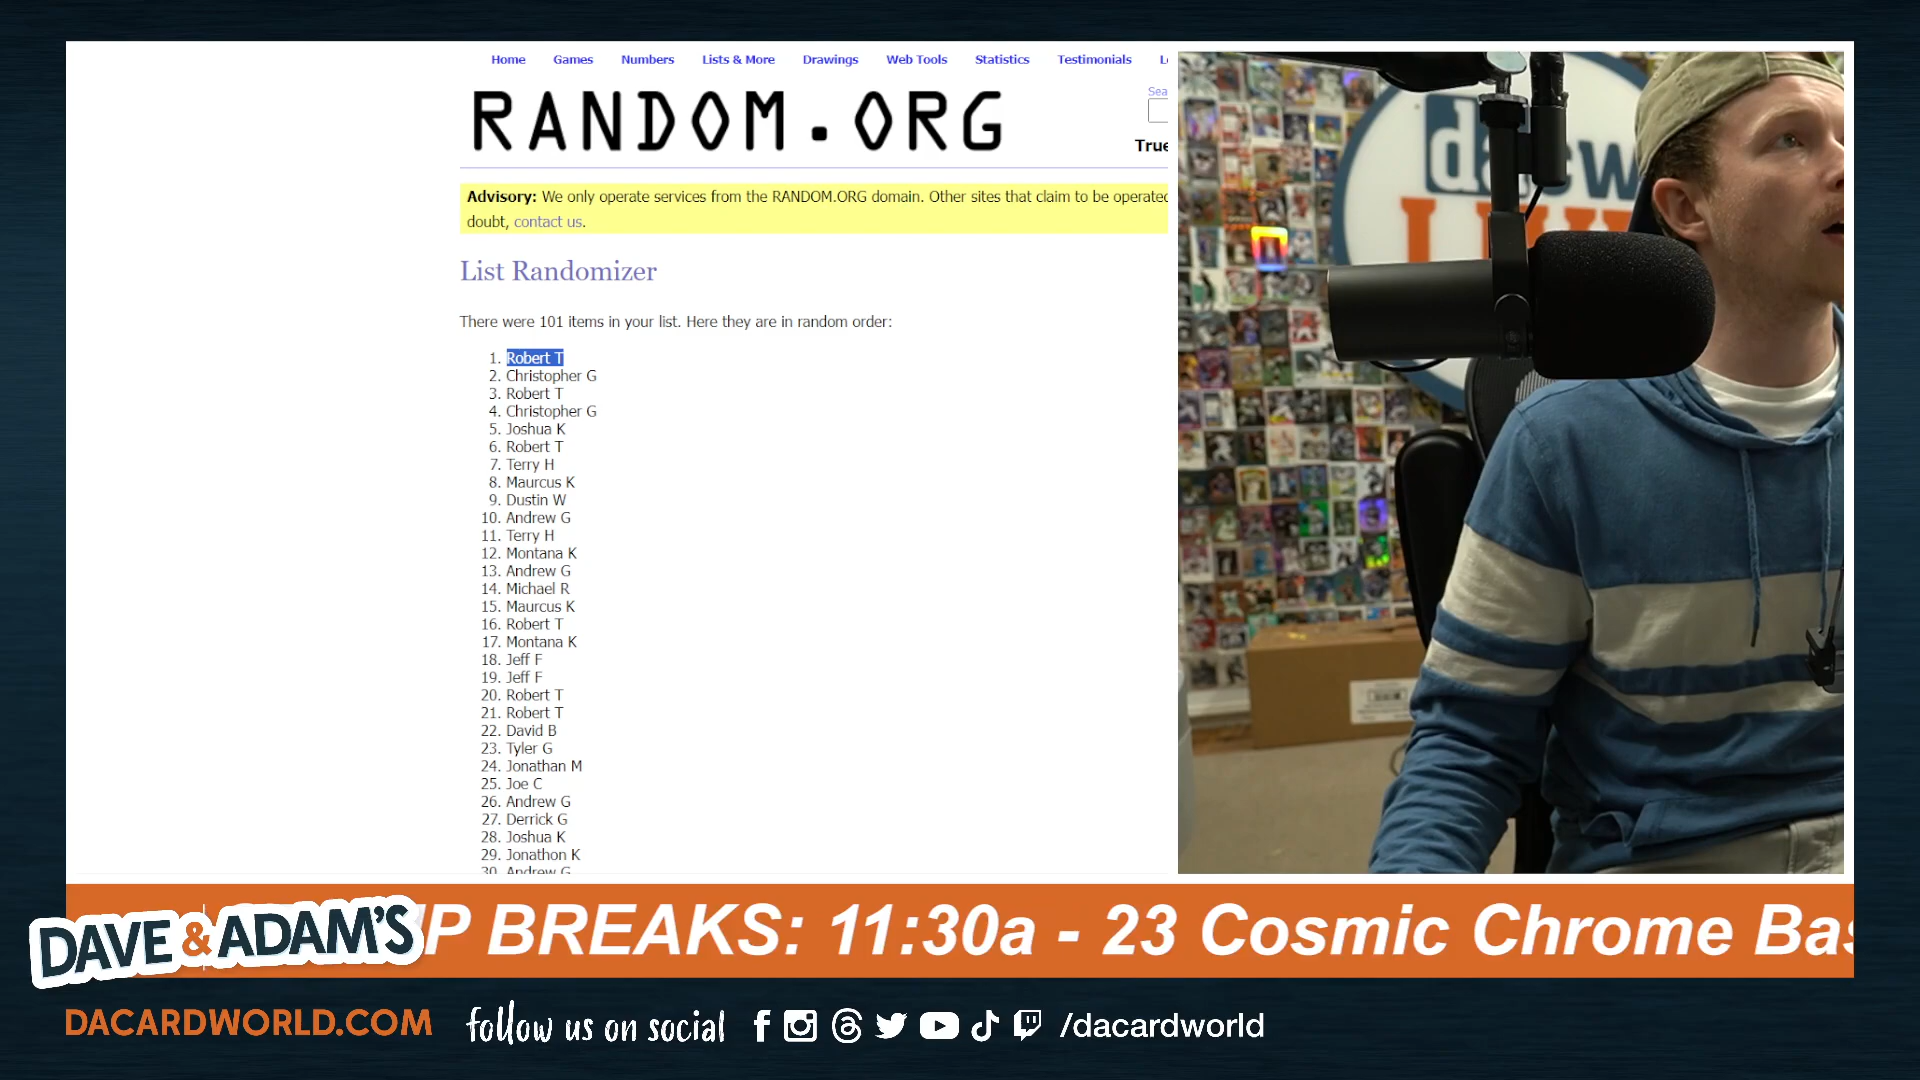 Home Games Numbers Lists & More Drawings Web Tools Statistics Testimonials
RANDOM.ORG
Sea
True
Advisory: We only operate services from the RANDOM.ORG domain. Other sites that claim to be operated
doubt, contact us.
List Randomizer
There were 101 items in your list. Here they are in random order:
1. Robert T
2. Christopher G
3. Robert T
4. Christopher G
5. Joshua K
6. Robert T
7. Terry H
8. Maurcus K
9. Dustin W
10. Andrew G
11. Terry H
12. Montana K
13. Andrew G
14. Michael R
15. Maurcus K
16. Robert T
17. Montana K
18. Jeff F
19. Jeff F
20. Robert T
21. Robert T
22. David B
23. Tyler G
24. Jonathan M
25. Joe C
26. Andrew G
27. Derrick G
28. Joshua K
29. Jonathon K
30. Andrew G
dacw
DAVE & ADAM'S
P BREAKS: 11:30a - 23 Cosmic Chrome Bas
DACARDWORLD.COM
follow us on social
/dacardworld